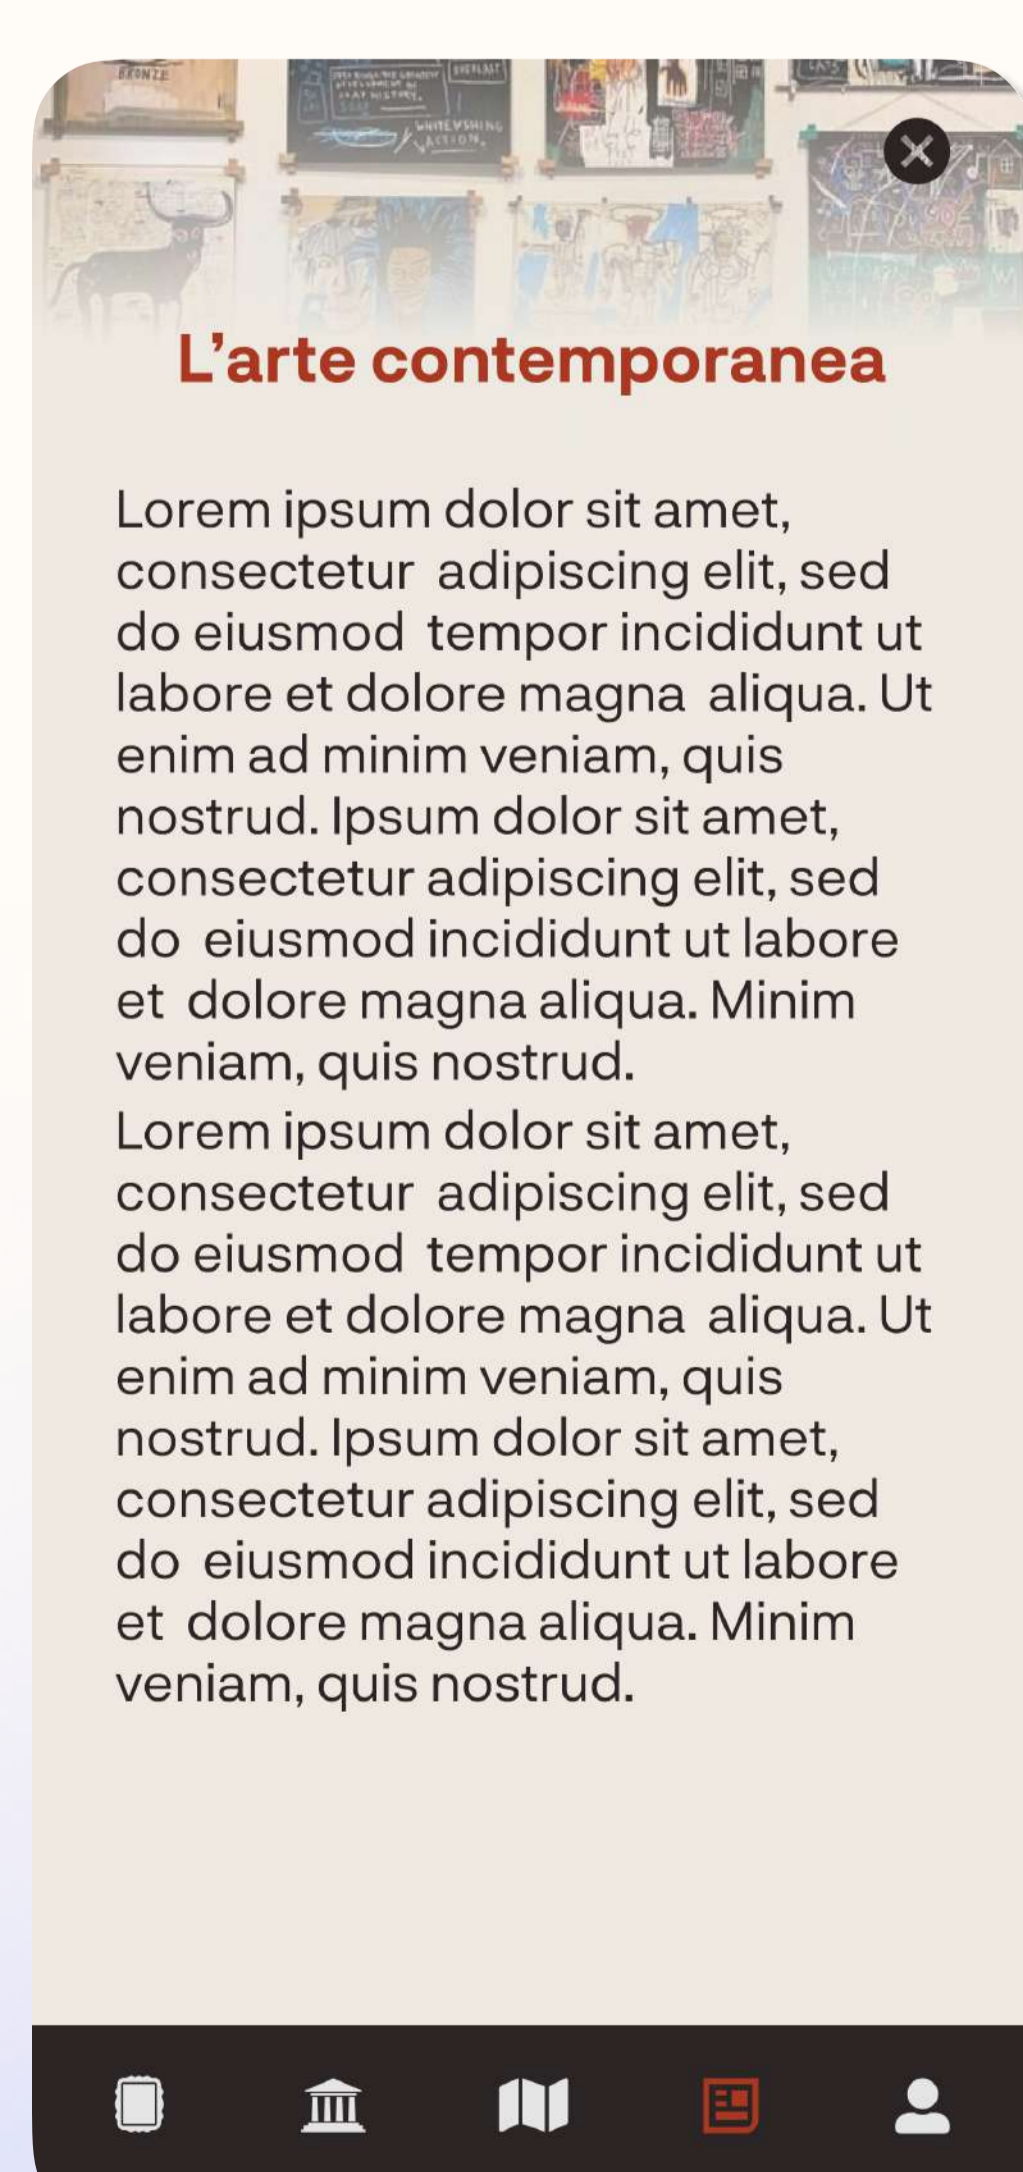 BRONZE
EVERLAST
WHITEWASHING
ACTION.
CATS
L’arte contemporanea
Lorem ipsum dolor sit amet,
consectetur  adipiscing elit, sed
do eiusmod  tempor incididunt ut
labore et dolore magna  aliqua. Ut
enim ad minim veniam, quis
nostrud. Ipsum dolor sit amet,
consectetur adipiscing elit, sed
do  eiusmod incididunt ut labore
et  dolore magna aliqua. Minim
veniam, quis nostrud.
Lorem ipsum dolor sit amet,
consectetur  adipiscing elit, sed
do eiusmod  tempor incididunt ut
labore et dolore magna  aliqua. Ut
enim ad minim veniam, quis
nostrud. Ipsum dolor sit amet,
consectetur adipiscing elit, sed
do  eiusmod incididunt ut labore
et  dolore magna aliqua. Minim
veniam, quis nostrud.